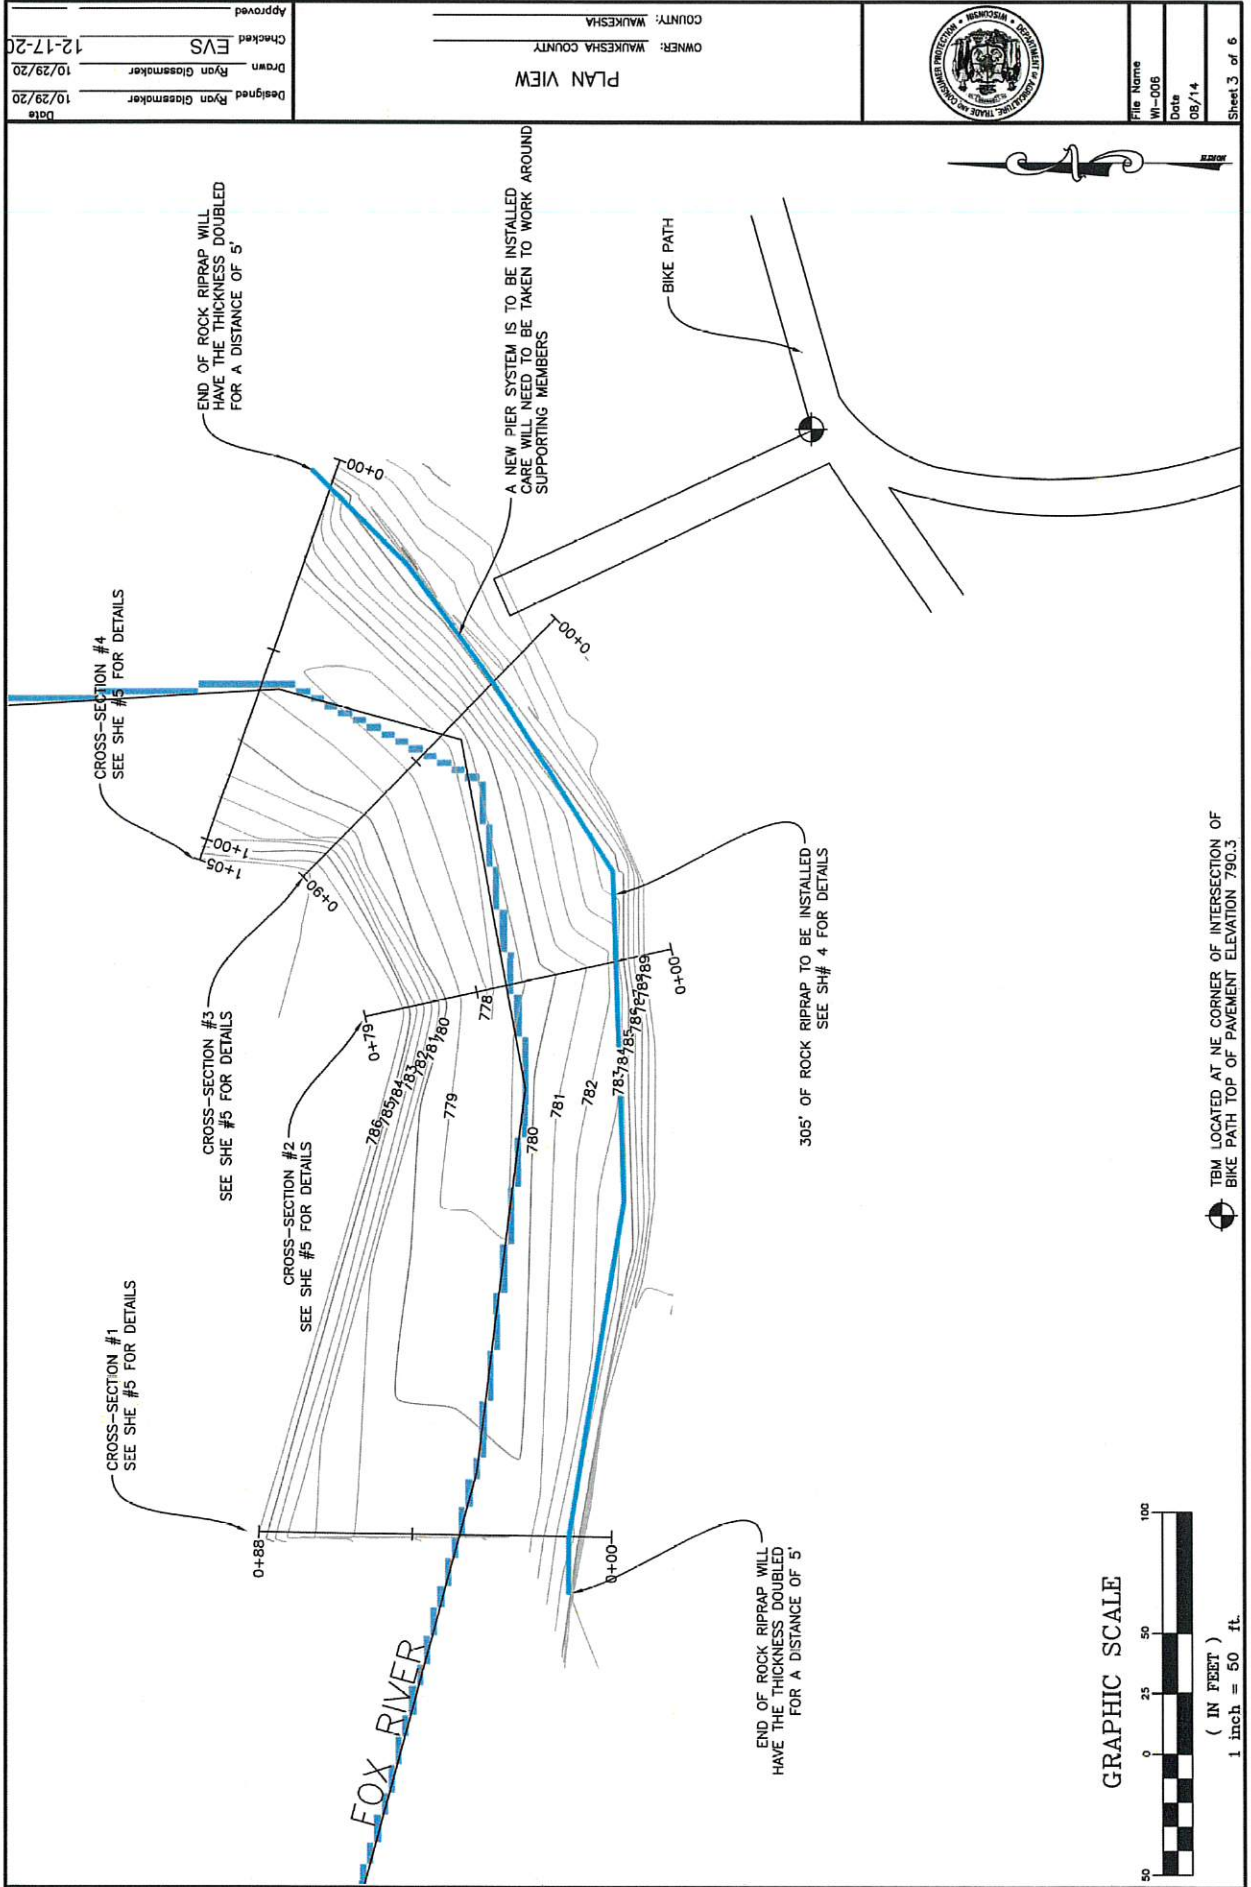 Date
Designed Ryan Glassmaker 10/29/20
Drawn Ryan Glassmaker 10/29/20
Checked EVS 12-17-20
Approved
PLAN VIEW
OWNER: WAUKESHA COUNTY
COUNTY: WAUKESHA
DEPARTMENT OF AGRICULTURE, TRADE AND CONSUMER PROTECTION
WISCONSIN
File Name
WI-006
Date
08/14
Sheet 3 of 6
NORTH
N
CROSS-SECTION #1
SEE SHE #5 FOR DETAILS
CROSS-SECTION #2
SEE SHE #5 FOR DETAILS
CROSS-SECTION #3
SEE SHE #5 FOR DETAILS
CROSS-SECTION #4
SEE SHE #5 FOR DETAILS
END OF ROCK RIPRAP WILL
HAVE THE THICKNESS DOUBLED
FOR A DISTANCE OF 5'
A NEW PIER SYSTEM IS TO BE INSTALLED
CARE WILL NEED TO BE TAKEN TO WORK AROUND
SUPPORTING MEMBERS
BIKE PATH
0+88
0+00
0+79
0+00
0+90
0+00
1+05
1+00
0+00
786
785
784
783
782
781
780
779
778
780
781
782
783
784
785
786
787
788
789
FOX RIVER
END OF ROCK RIPRAP WILL
HAVE THE THICKNESS DOUBLED
FOR A DISTANCE OF 5'
305' OF ROCK RIPRAP TO BE INSTALLED
SEE SH# 4 FOR DETAILS
GRAPHIC SCALE
50 0 25 50 100
( IN FEET )
1 inch = 50 ft.
TBM LOCATED AT NE CORNER OF INTERSECTION OF
BIKE PATH TOP OF PAVEMENT ELEVATION 790.3